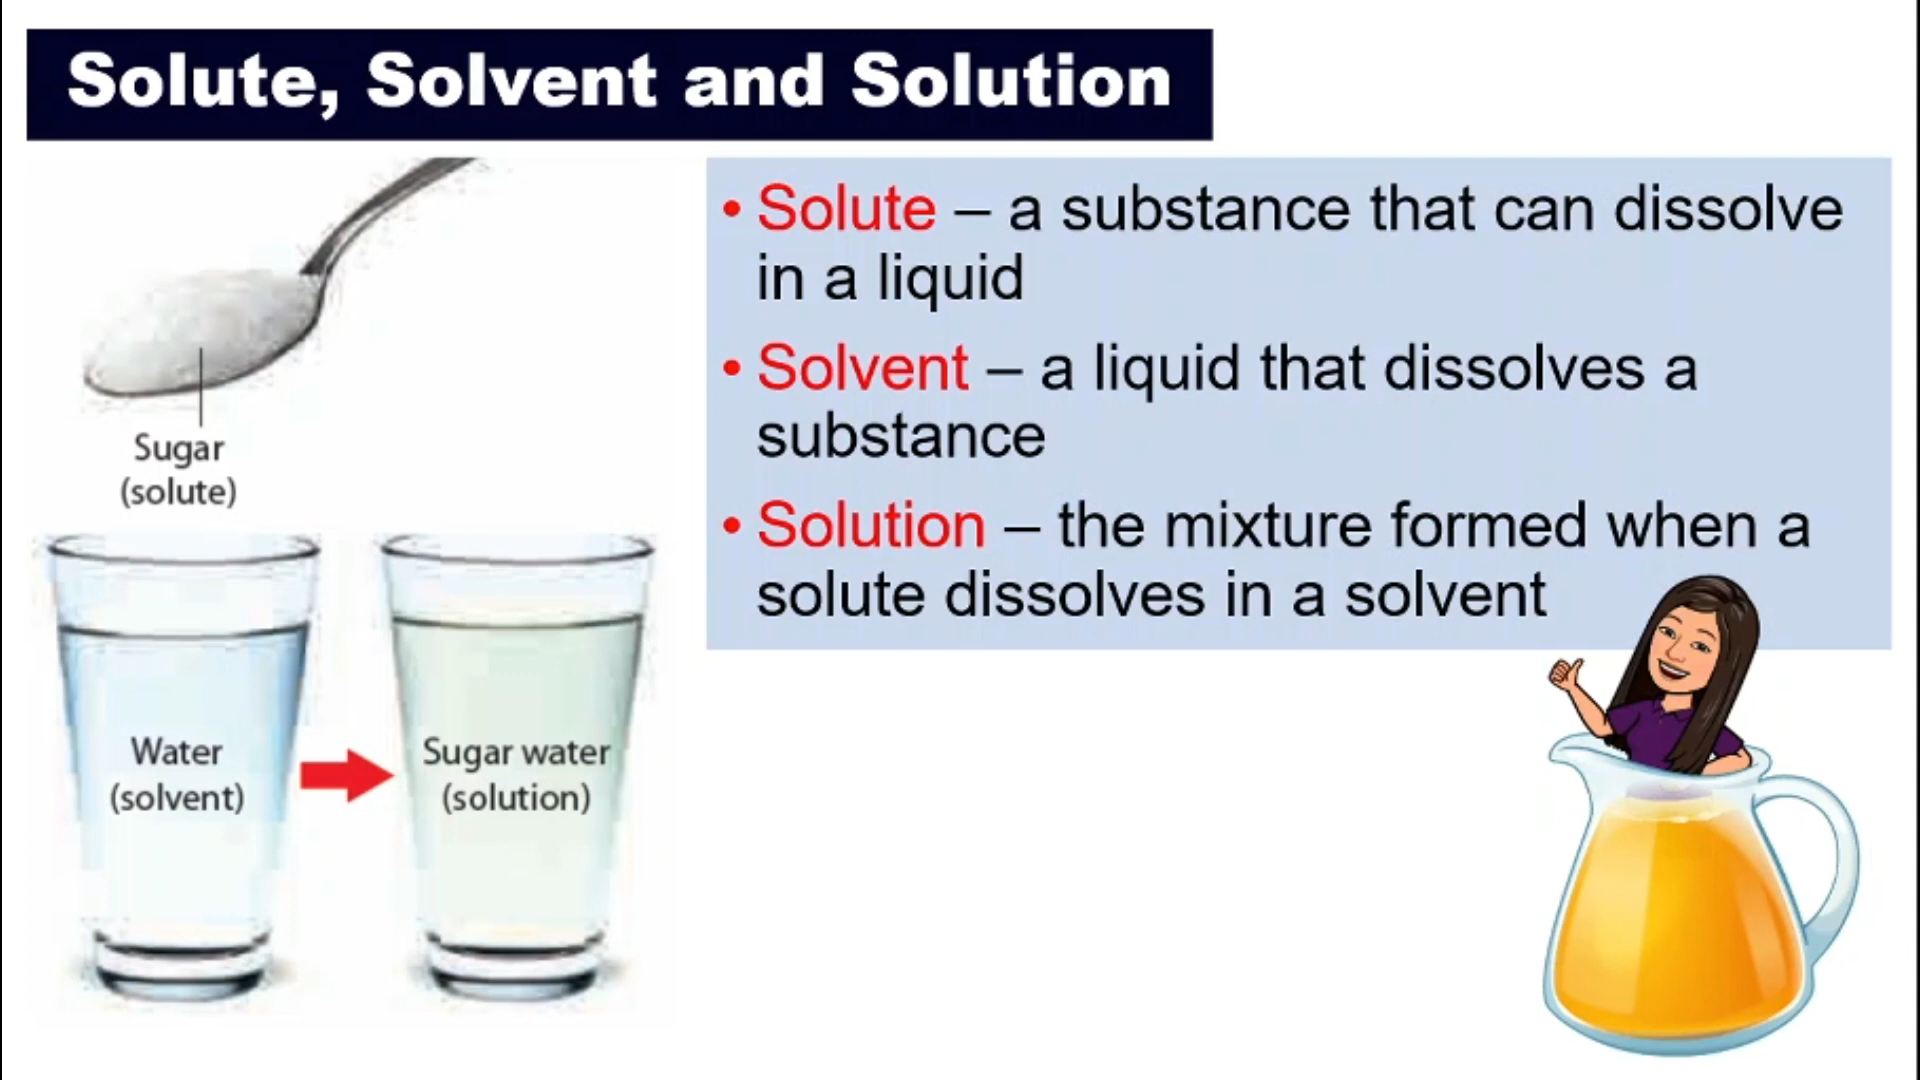 Solute, Solvent and Solution
Sugar
(solute)
Water
(solvent)
Sugar water
(solution)
• Solute – a substance that can dissolve
in a liquid
• Solvent – a liquid that dissolves a
substance
• Solution – the mixture formed when a
solute dissolves in a solvent